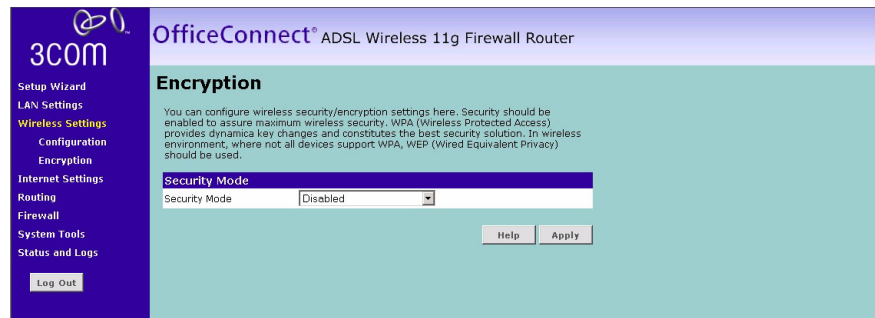 3COM
OfficeConnect® ADSL Wireless 11g Firewall Router
Setup Wizard
LAN Settings
Wireless Settings
Configuration
Encryption
Internet Settings
Routing
Firewall
System Tools
Status and Logs
Log Out
Encryption
You can configure wireless security/encryption settings here. Security should be
enabled to assure maximum wireless security. WPA (Wireless Protected Access)
provides dynamica key changes and constitutes the best security solution. In wireless
environment, where not all devices support WPA, WEP (Wired Equivalent Privacy)
should be used.
Security Mode
Security Mode Disabled
Help Apply